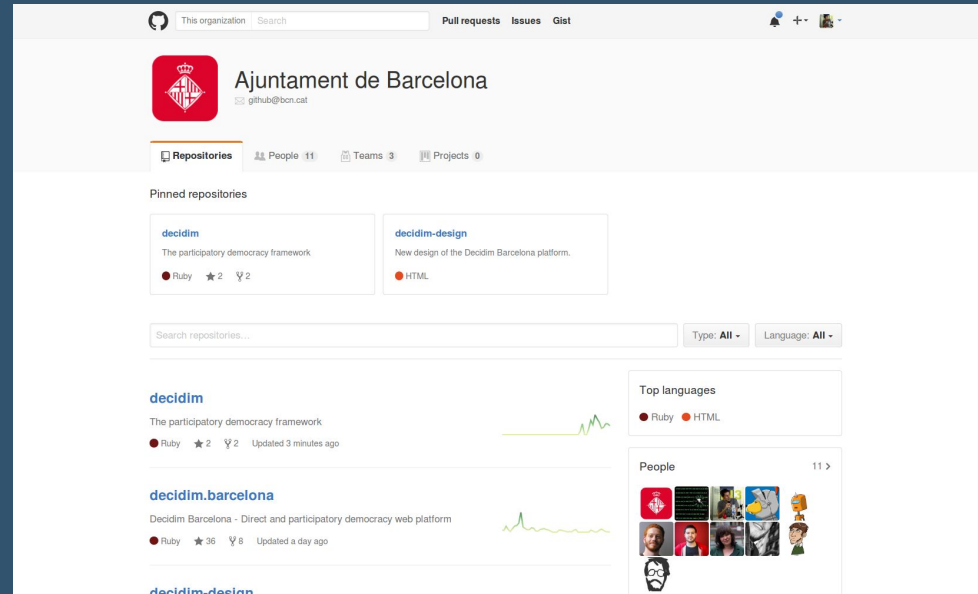 This organization Search Pull requests Issues Gist
Ajuntament de Barcelona
github@bcn.cat
Repositories People 11 Teams 3 Projects 0
Pinned repositories
decidim
The participatory democracy framework
Ruby 2 2
decidim-design
New design of the Decidim Barcelona platform.
HTML
Search repositories... Type: All Language: All
decidim
The participatory democracy framework
Ruby 2 2 Updated 3 minutes ago
decidim.barcelona
Decidim Barcelona - Direct and participatory democracy web platform
Ruby 36 8 Updated a day ago
decidim-design
Top languages
Ruby HTML
People 11